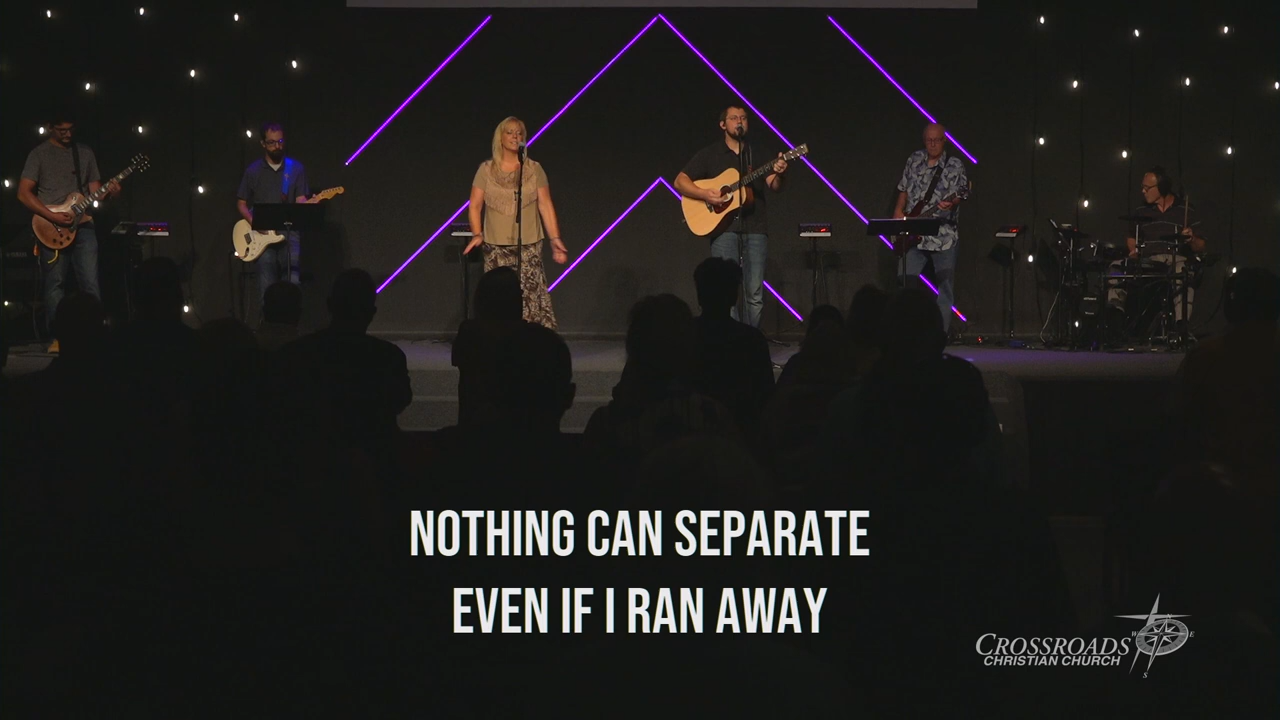 NOTHING CAN SEPARATE
EVEN IF I RAN AWAY
CROSSROADS
CHRISTIAN CHURCH
W
E
S